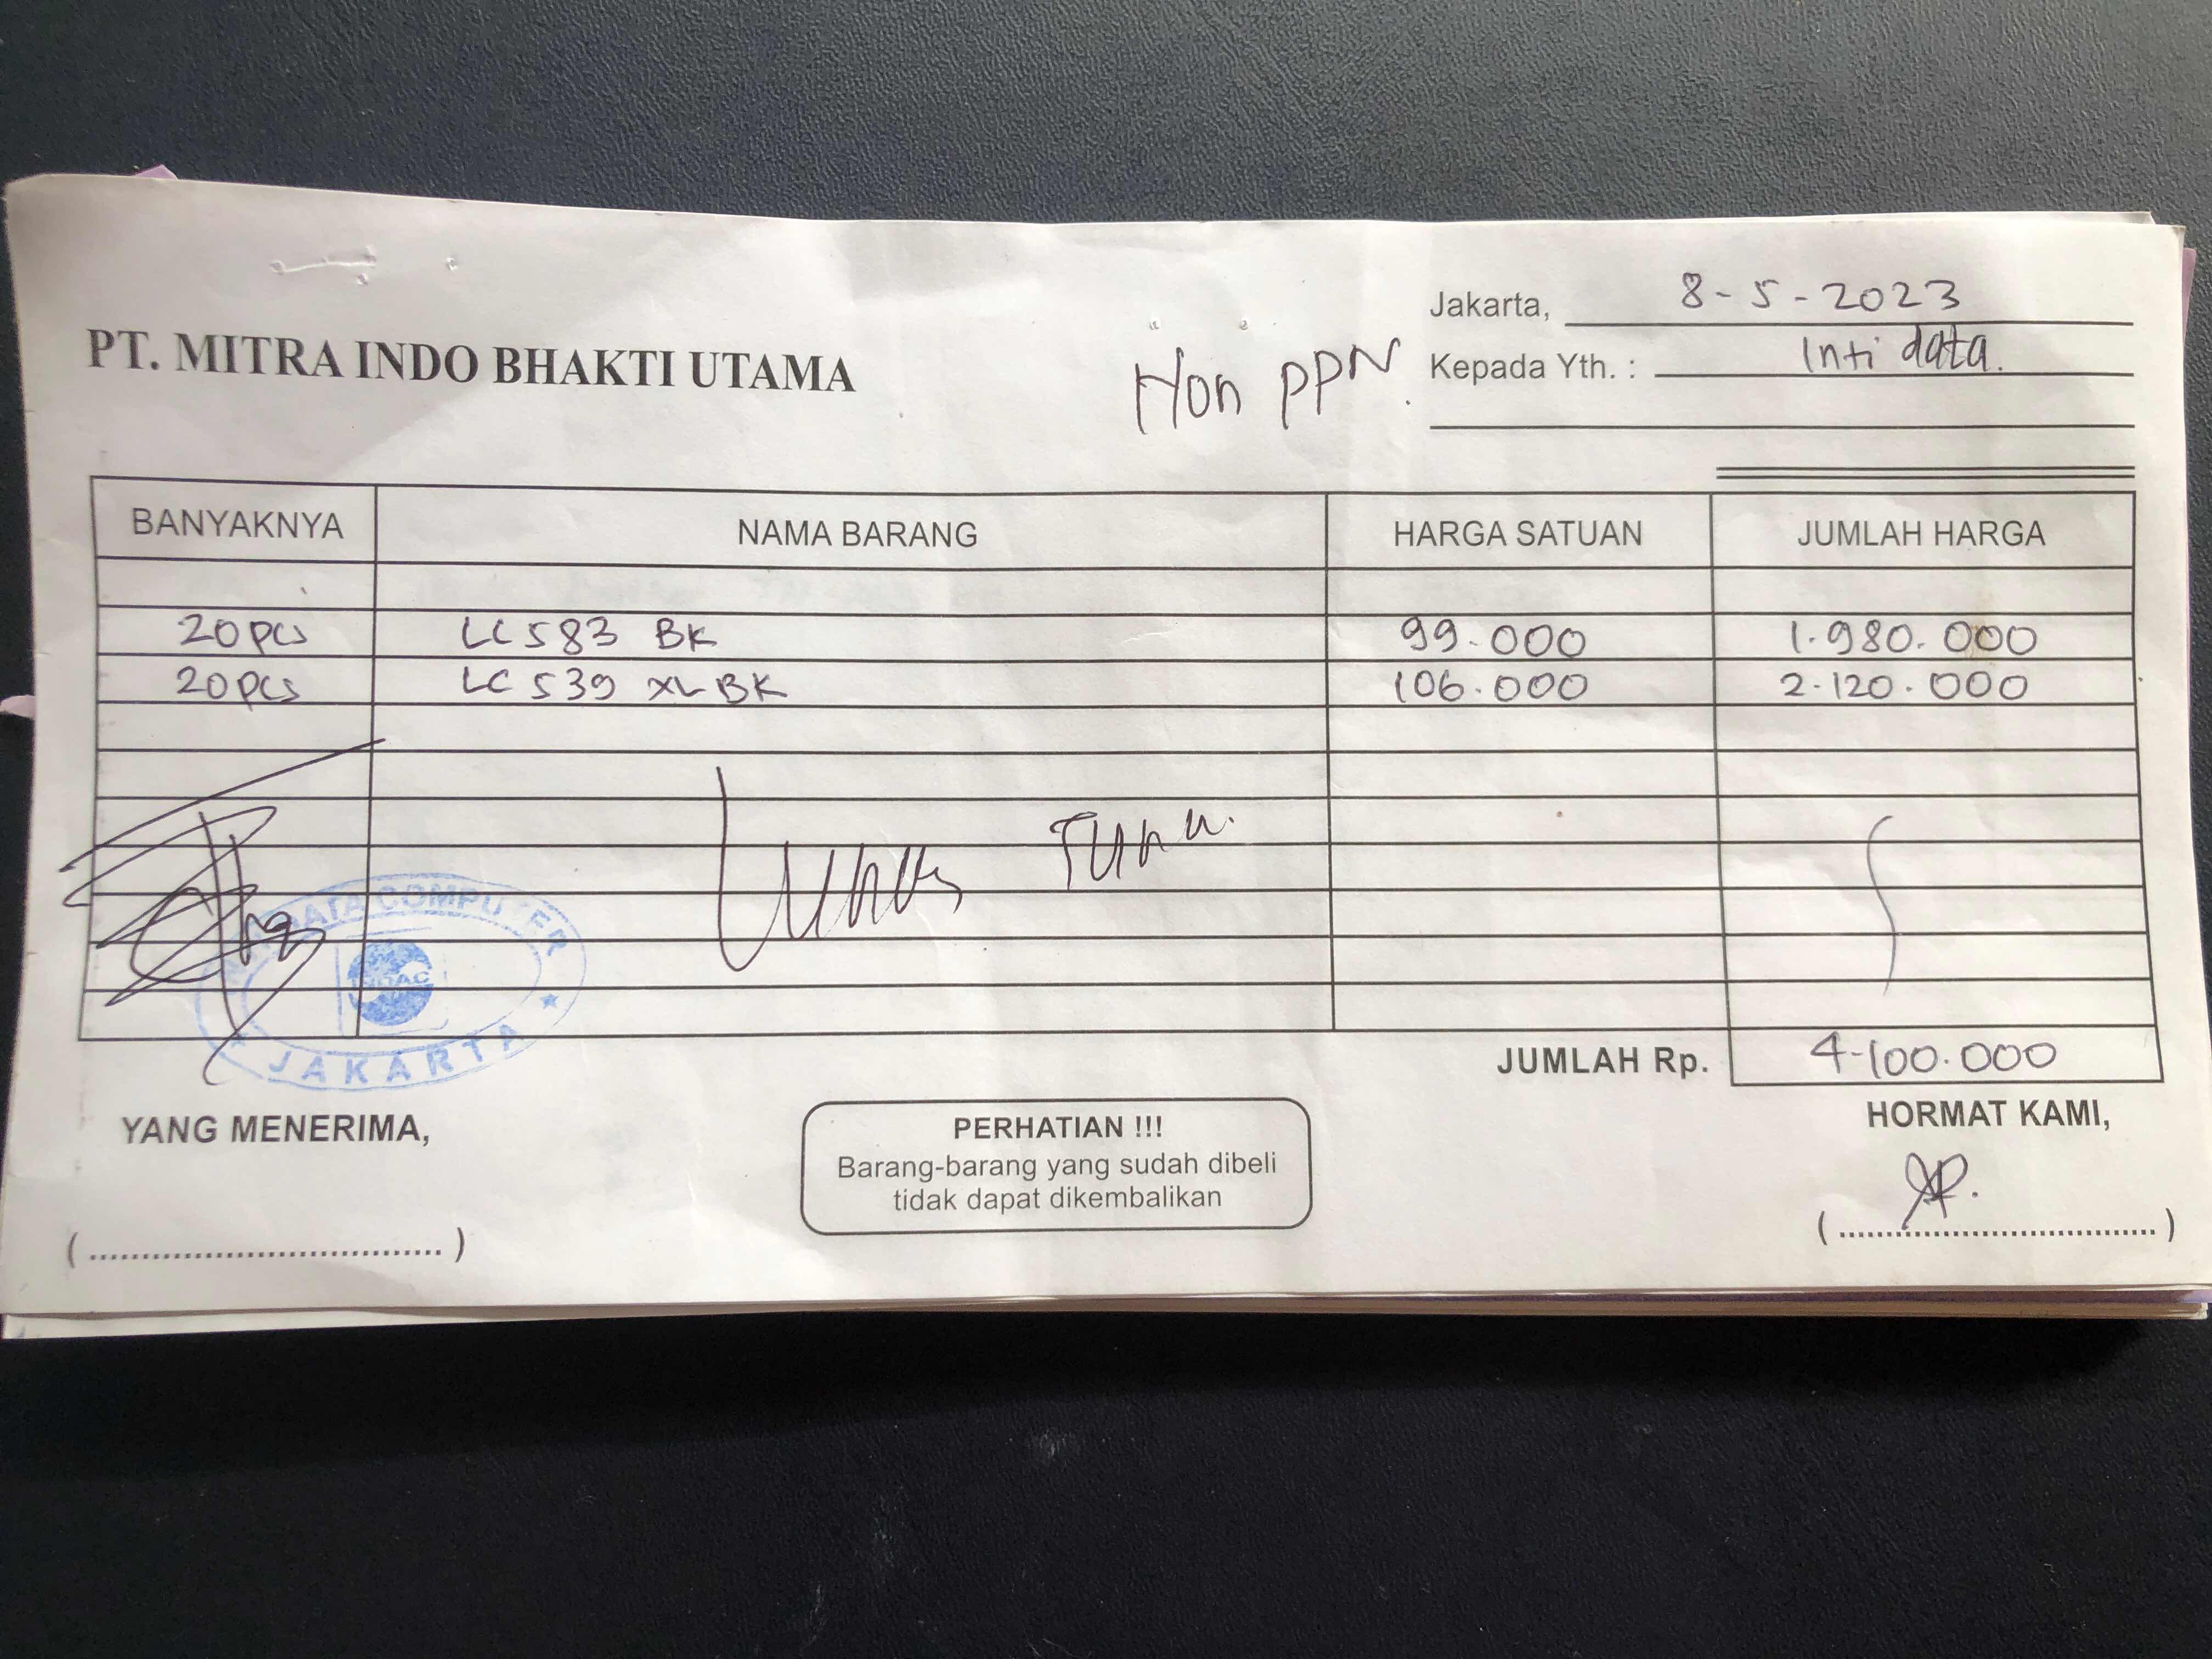 Jakarta, 8-5-2023
PT. MITRA INDO BHAKTI UTAMA
Non PPN.
Kepada Yth. : Inti data.
BANYAKNYA NAMA BARANG HARGA SATUAN JUMLAH HARGA
20 pcs LC 583 BK 99.000 1.980.000
20 pcs LC 539 XL BK 106.000 2.120.000
Lunas Tunai.
DATA COMPUTER
JAKARTA
JUMLAH Rp. 4.100.000
YANG MENERIMA,
PERHATIAN !!!
Barang-barang yang sudah dibeli
tidak dapat dikembalikan
HORMAT KAMI,